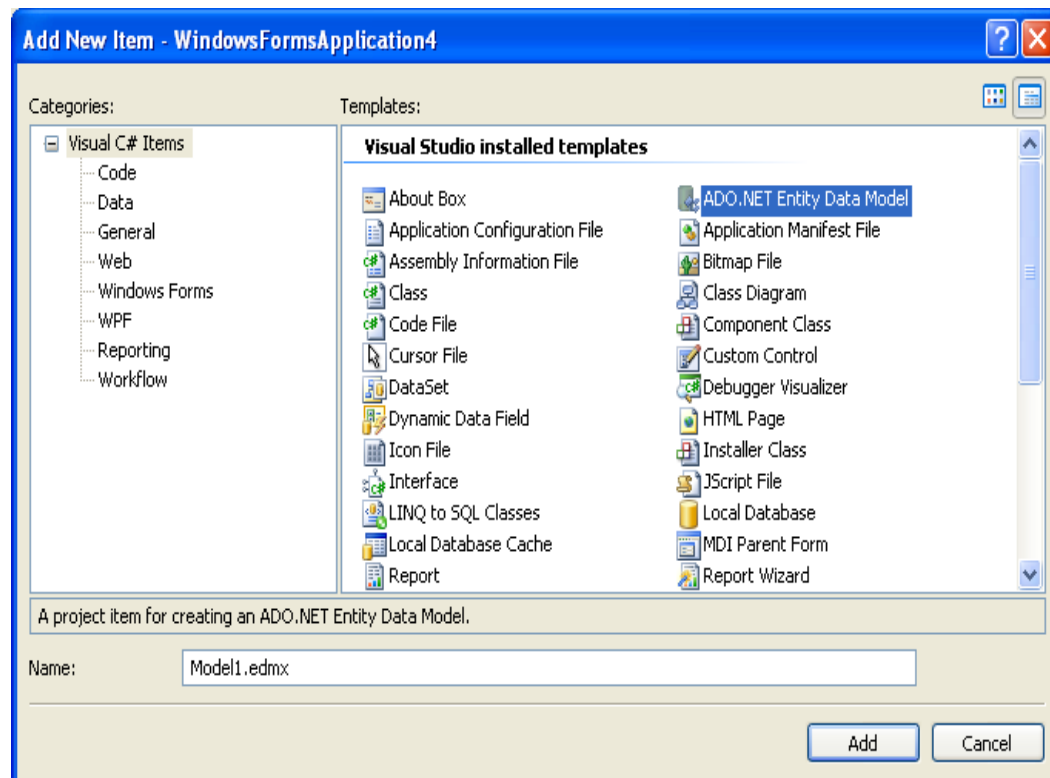 Add New Item - WindowsFormsApplication4
Categories:
Templates:
Visual C# Items
Code
Data
General
Web
Windows Forms
WPF
Reporting
Workflow
Visual Studio installed templates
About Box
ADO.NET Entity Data Model
Application Configuration File
Application Manifest File
Assembly Information File
Bitmap File
Class
Class Diagram
Code File
Component Class
Cursor File
Custom Control
DataSet
Debugger Visualizer
Dynamic Data Field
HTML Page
Icon File
Installer Class
Interface
JScript File
LINQ to SQL Classes
Local Database
Local Database Cache
MDI Parent Form
Report
Report Wizard
A project item for creating an ADO.NET Entity Data Model.
Name:
Model1.edmx
Add
Cancel